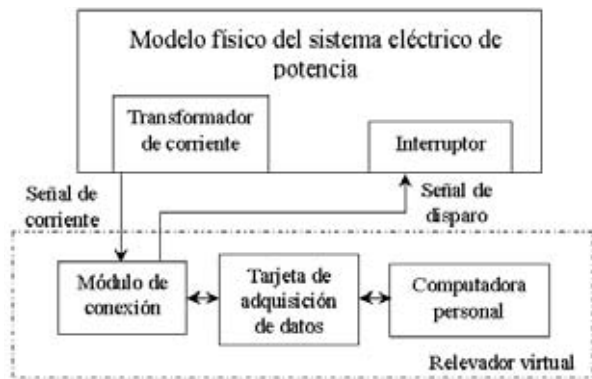 Modelo físico del sistema eléctrico de
potencia
Transformador
de corriente
Interruptor
Señal de
corriente
Señal de
disparo
Módulo de
conexión
Tarjeta de
adquisición
de datos
Computadora
personal
Relevador virtual